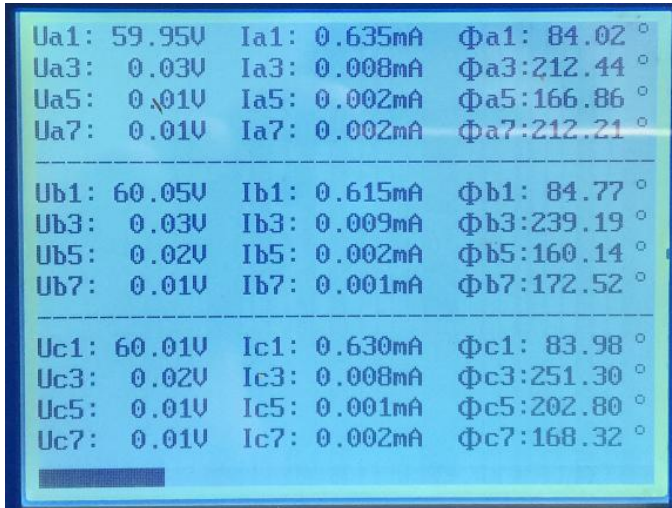 Ua1: 59.95V Ia1: 0.635mA Φa1: 84.02°
Ua3: 0.03V Ia3: 0.008mA Φa3:212.44°
Ua5: 0.01V Ia5: 0.002mA Φa5:166.86°
Ua7: 0.01V Ia7: 0.002mA Φa7:212.21°
Ub1: 60.05V Ib1: 0.615mA Φb1: 84.77°
Ub3: 0.03V Ib3: 0.009mA Φb3:239.19°
Ub5: 0.02V Ib5: 0.002mA Φb5:160.14°
Ub7: 0.01V Ib7: 0.001mA Φb7:172.52°
Uc1: 60.01V Ic1: 0.630mA Φc1: 83.98°
Uc3: 0.02V Ic3: 0.008mA Φc3:251.30°
Uc5: 0.01V Ic5: 0.001mA Φc5:202.80°
Uc7: 0.01V Ic7: 0.002mA Φc7:168.32°